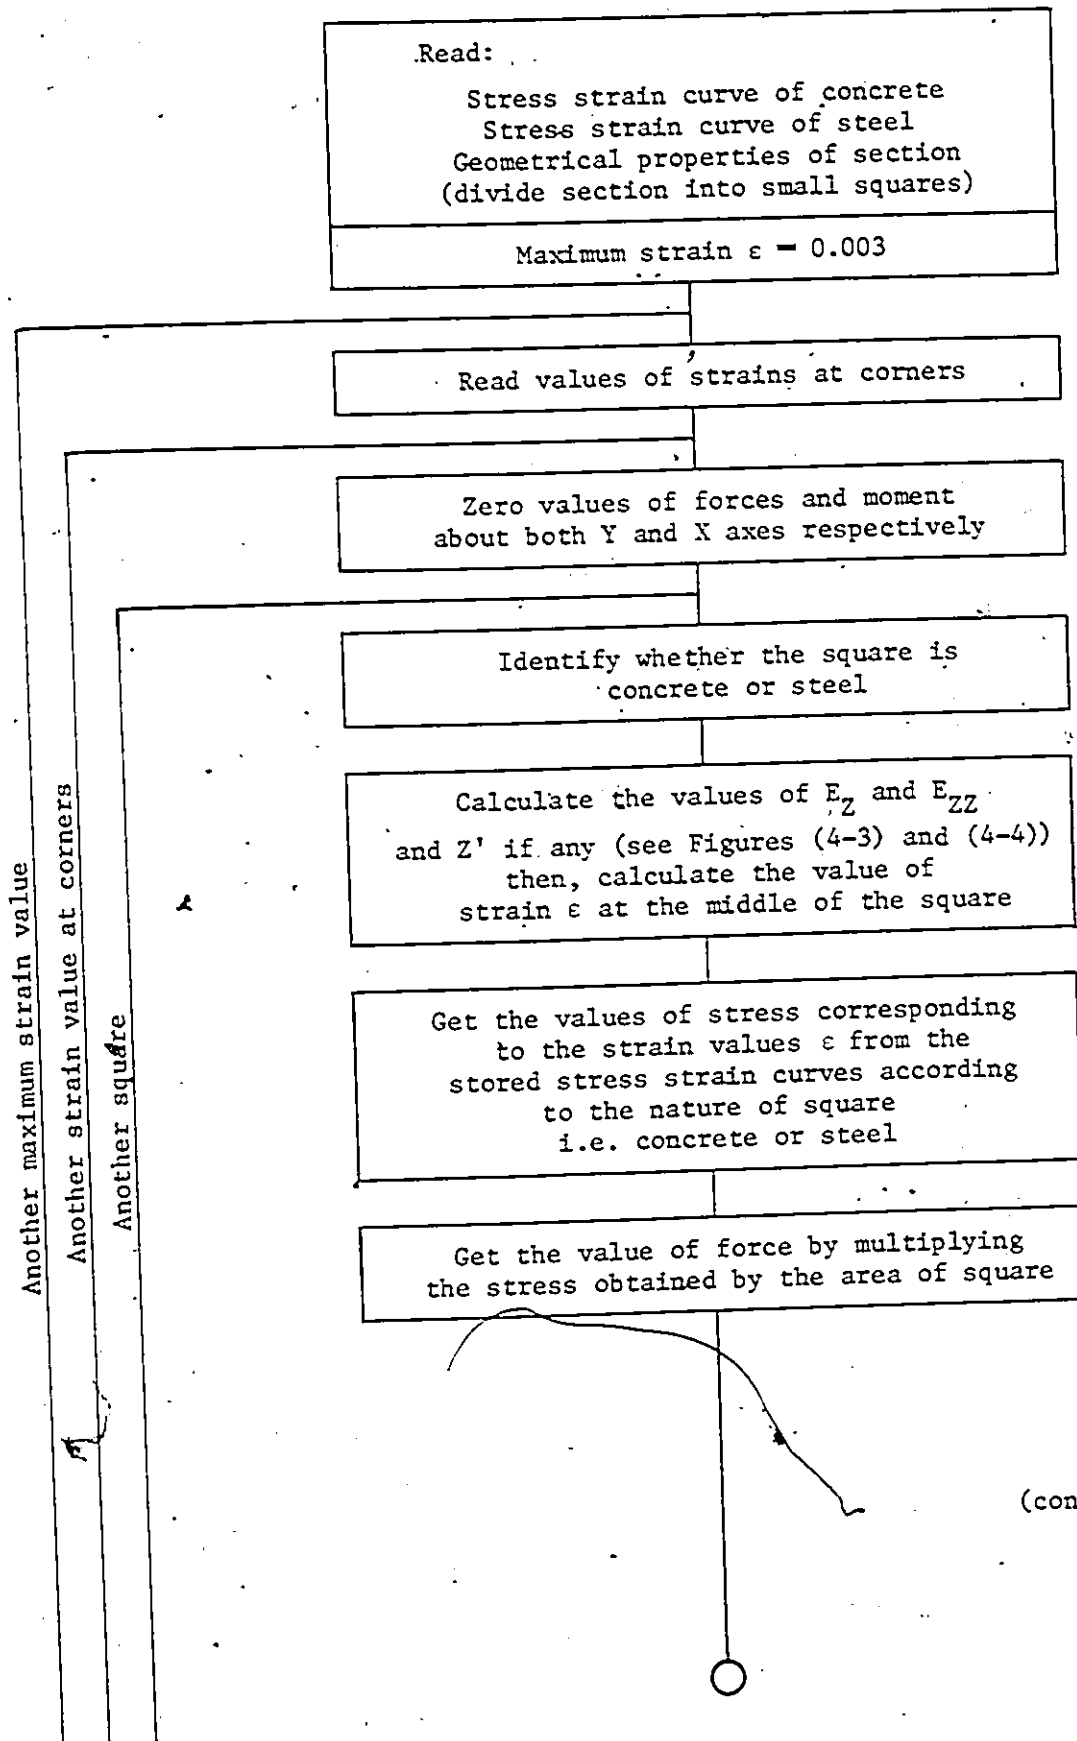 Read:
Stress strain curve of concrete
Stress strain curve of steel
Geometrical properties of section
(divide section into small squares)
Maximum strain ε = 0.003
Read values of strains at corners
Zero values of forces and moment
about both Y and X axes respectively
Identify whether the square is
concrete or steel
Calculate the values of E_Z and E_ZZ
and Z' if any (see Figures (4-3) and (4-4))
then, calculate the value of
strain ε at the middle of the square
Get the values of stress corresponding
to the strain values ε from the
stored stress strain curves according
to the nature of square
i.e. concrete or steel
Get the value of force by multiplying
the stress obtained by the area of square
(con
Another maximum strain value
Another strain value at corners
Another square